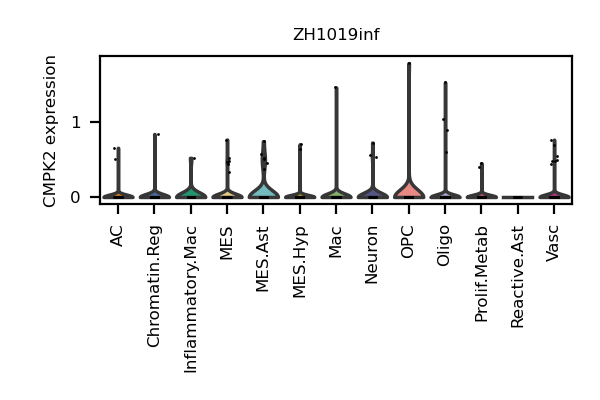 ZH1019inf
CMPK2 expression
1
0
AC
Chromatin.Reg
Inflammatory.Mac
MES
MES.Ast
MES.Hyp
Mac
Neuron
OPC
Oligo
Prolif.Metab
Reactive.Ast
Vasc